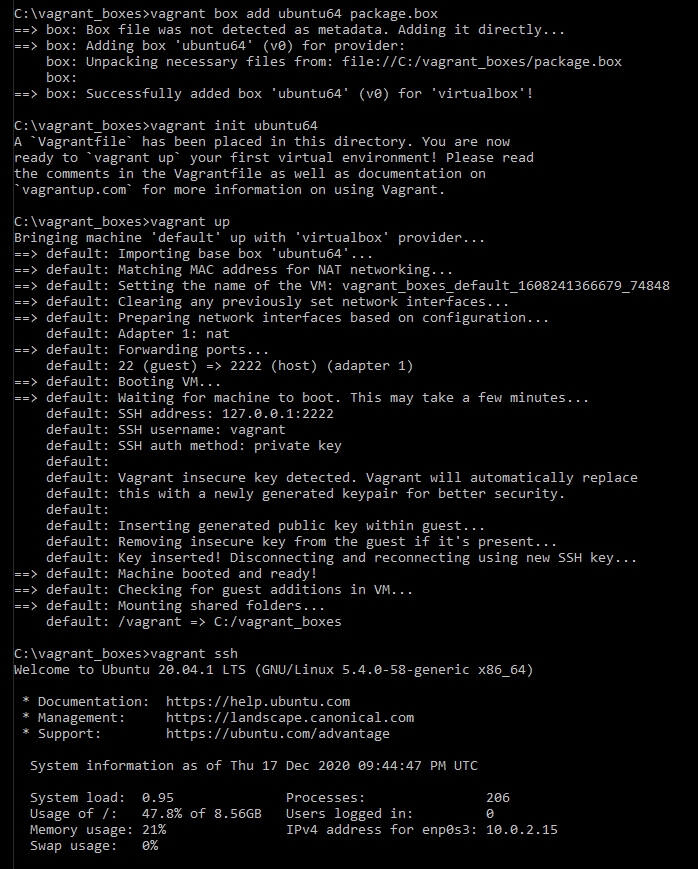 C:\vagrant_boxes>vagrant box add ubuntu64 package.box
==> box: Box file was not detected as metadata. Adding it directly...
==> box: Adding box 'ubuntu64' (v0) for provider:
    box: Unpacking necessary files from: file://C:/vagrant_boxes/package.box
    box:
==> box: Successfully added box 'ubuntu64' (v0) for 'virtualbox'!

C:\vagrant_boxes>vagrant init ubuntu64
A `Vagrantfile` has been placed in this directory. You are now
ready to `vagrant up` your first virtual environment! Please read
the comments in the Vagrantfile as well as documentation on
`vagrantup.com` for more information on using Vagrant.

C:\vagrant_boxes>vagrant up
Bringing machine 'default' up with 'virtualbox' provider...
==> default: Importing base box 'ubuntu64'...
==> default: Matching MAC address for NAT networking...
==> default: Setting the name of the VM: vagrant_boxes_default_1608241366679_74848
==> default: Clearing any previously set network interfaces...
==> default: Preparing network interfaces based on configuration...
    default: Adapter 1: nat
==> default: Forwarding ports...
    default: 22 (guest) => 2222 (host) (adapter 1)
==> default: Booting VM...
==> default: Waiting for machine to boot. This may take a few minutes...
    default: SSH address: 127.0.0.1:2222
    default: SSH username: vagrant
    default: SSH auth method: private key
    default:
    default: Vagrant insecure key detected. Vagrant will automatically replace
    default: this with a newly generated keypair for better security.
    default:
    default: Inserting generated public key within guest...
    default: Removing insecure key from the guest if it's present...
    default: Key inserted! Disconnecting and reconnecting using new SSH key...
==> default: Machine booted and ready!
==> default: Checking for guest additions in VM...
==> default: Mounting shared folders...
    default: /vagrant => C:/vagrant_boxes

C:\vagrant_boxes>vagrant ssh
Welcome to Ubuntu 20.04.1 LTS (GNU/Linux 5.4.0-58-generic x86_64)

 * Documentation:  https://help.ubuntu.com
 * Management:     https://landscape.canonical.com
 * Support:        https://ubuntu.com/advantage

  System information as of Thu 17 Dec 2020 09:44:47 PM UTC

  System load:  0.95              Processes:               206
  Usage of /:   47.8% of 8.56GB   Users logged in:         0
  Memory usage: 21%               IPv4 address for enp0s3: 10.0.2.15
  Swap usage:   0%